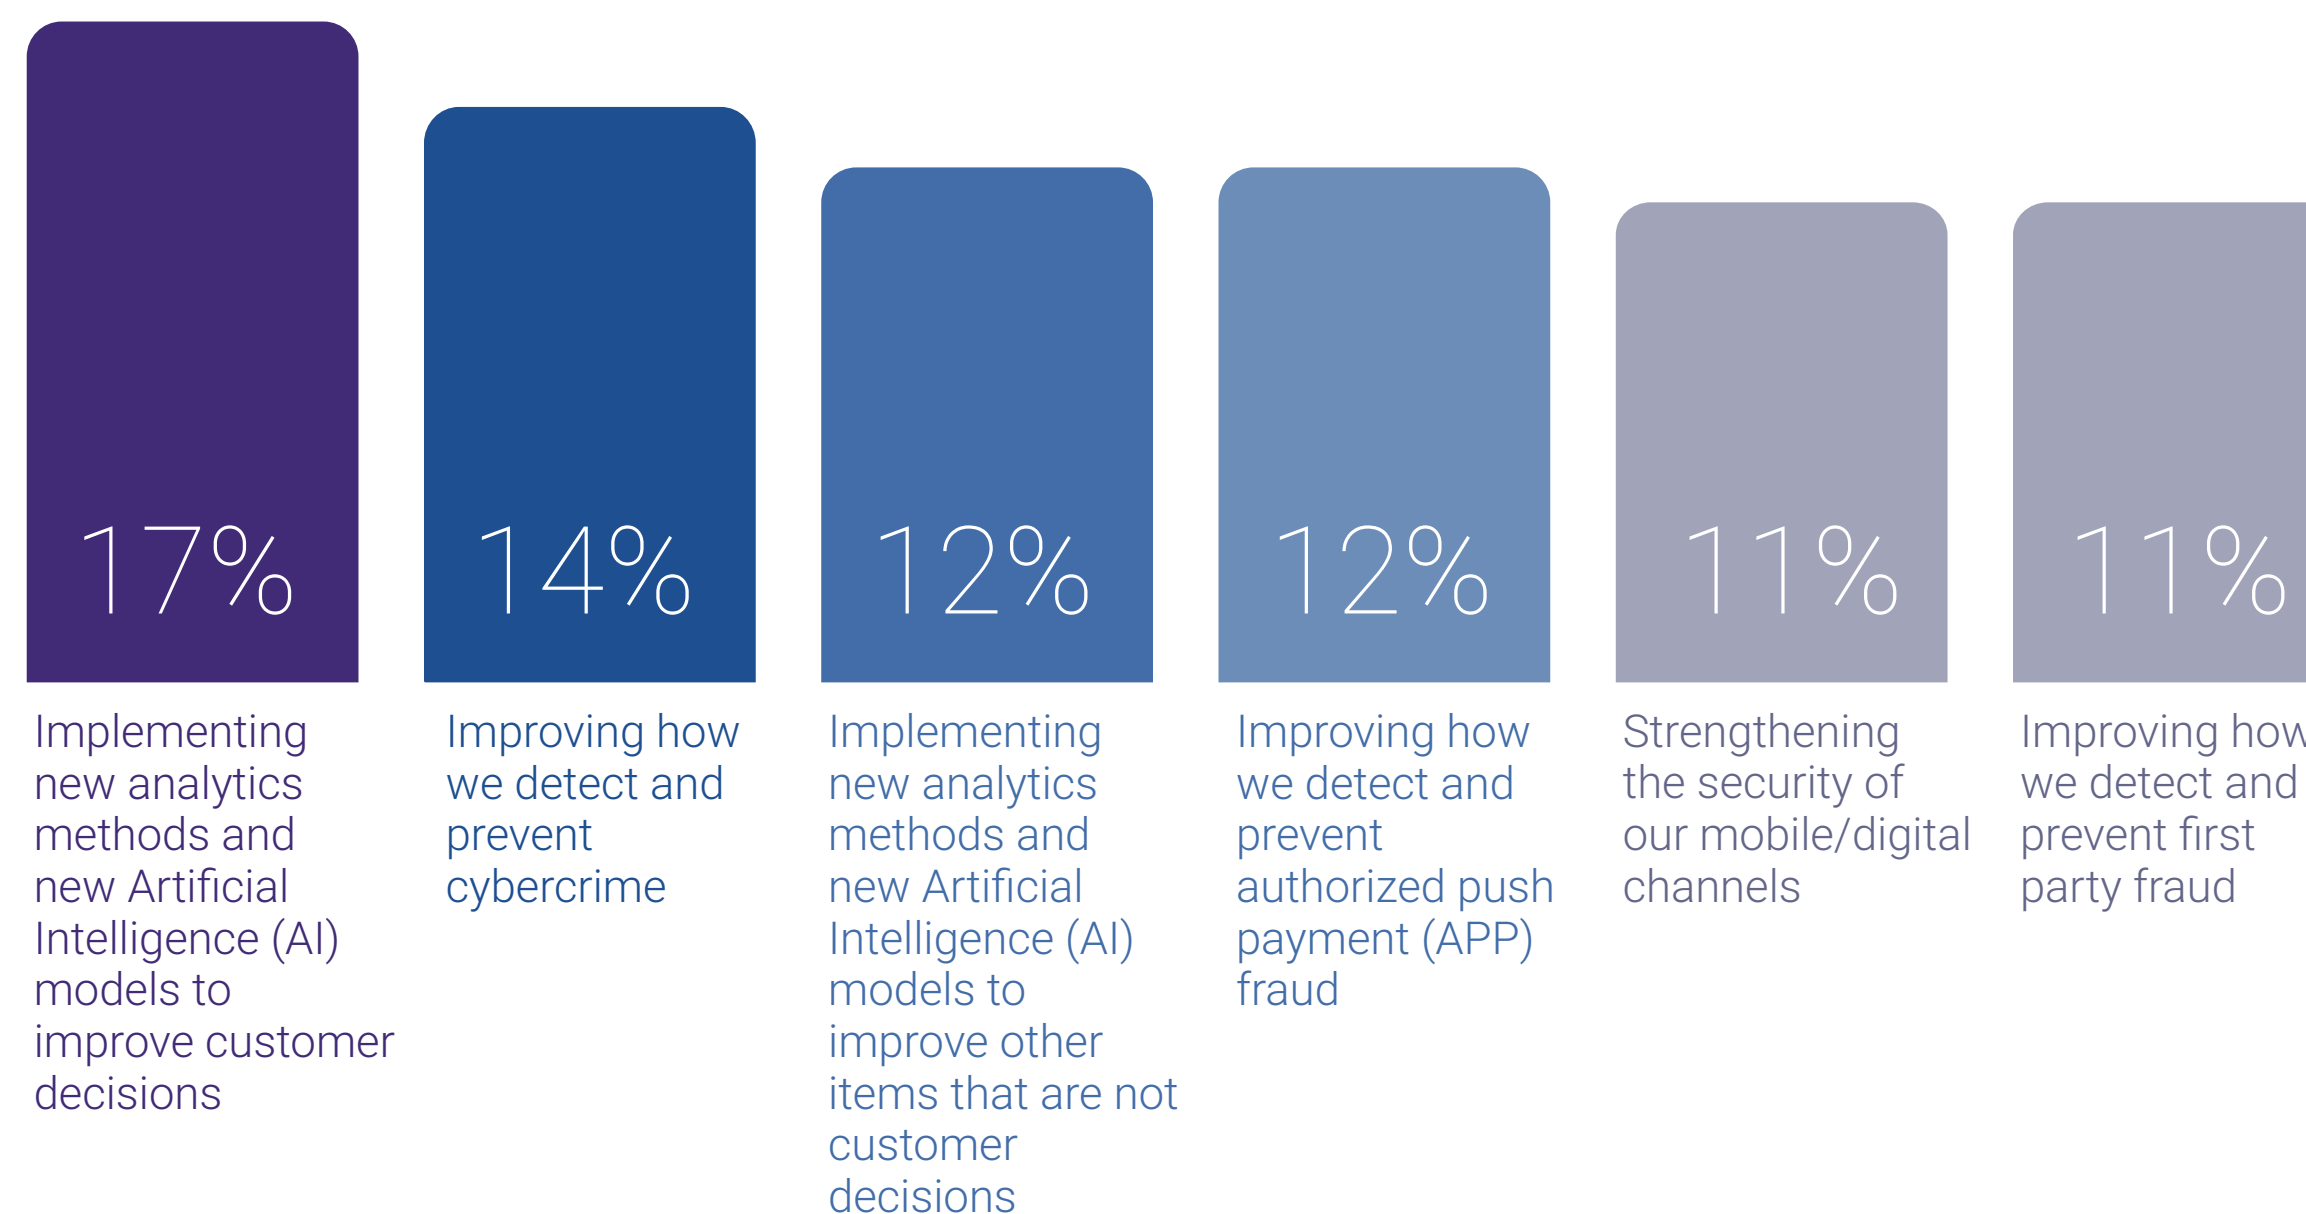 17%
14%
12%
12%
11%
11%
Implementing
new analytics
methods and
new Artificial
Intelligence (AI)
models to
improve customer
decisions
Improving how
we detect and
prevent
cybercrime
Implementing
new analytics
methods and
new Artificial
Intelligence (AI)
models to
improve other
items that are not
customer
decisions
Improving how
we detect and
prevent
authorized push
payment (APP)
fraud
Strengthening
the security of
our mobile/digital
channels
Improving how
we detect and
prevent first
party fraud